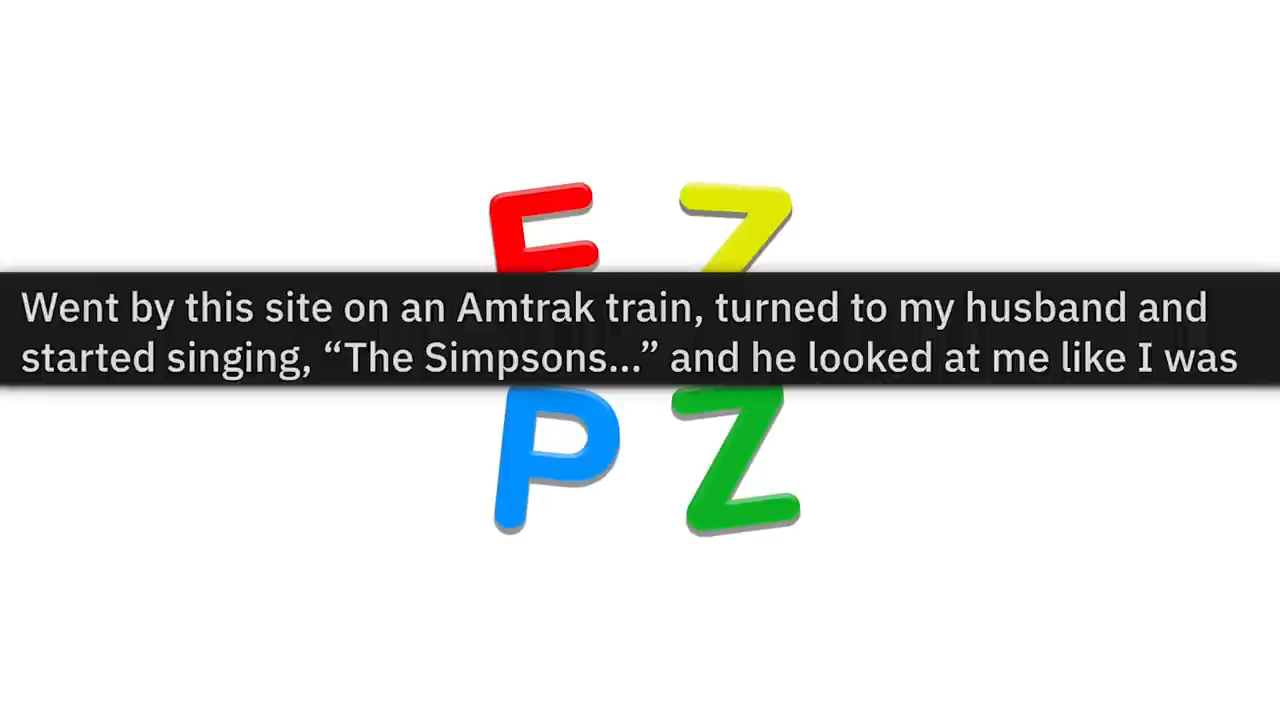 E Z
Went by this site on an Amtrak train, turned to my husband and
started singing, “The Simpsons...” and he looked at me like I was
P Z